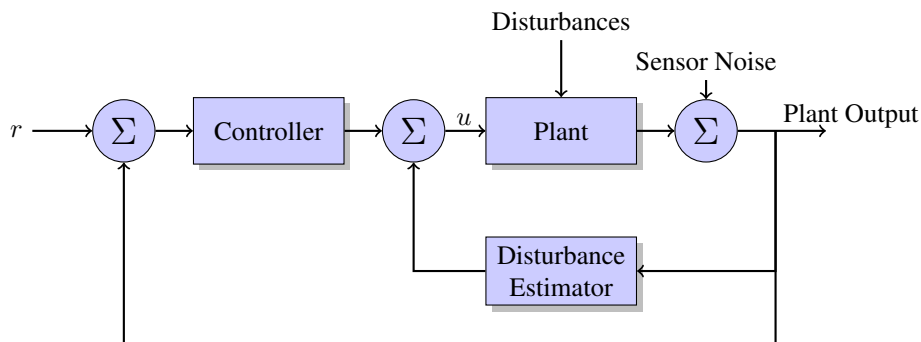 Disturbances
Sensor Noise
r
Σ
Controller
Σ
u
Plant
Σ
Plant Output
Disturbance
Estimator